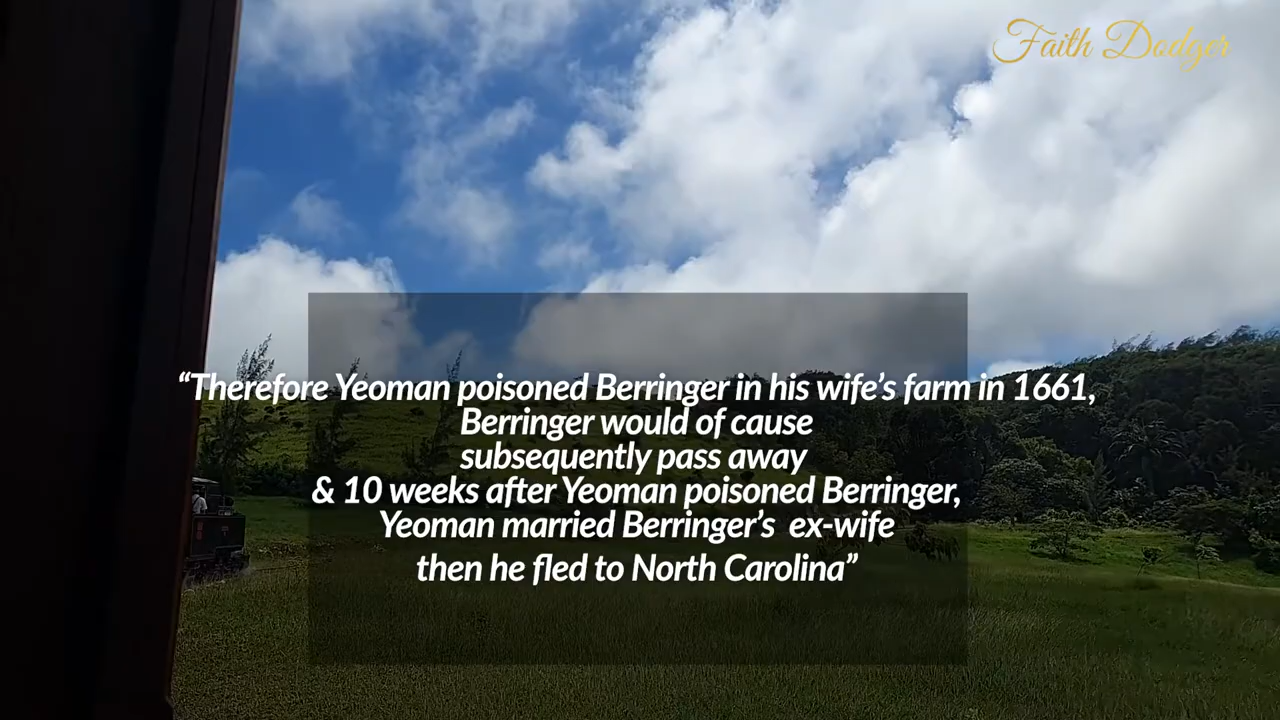 Faith Dodger
“Therefore Yeoman poisoned Berringer in his wife’s farm in 1661,
Berringer would of cause
subsequently pass away
& 10 weeks after Yeoman poisoned Berringer,
Yeoman married Berringer’s  ex-wife
then he fled to North Carolina”